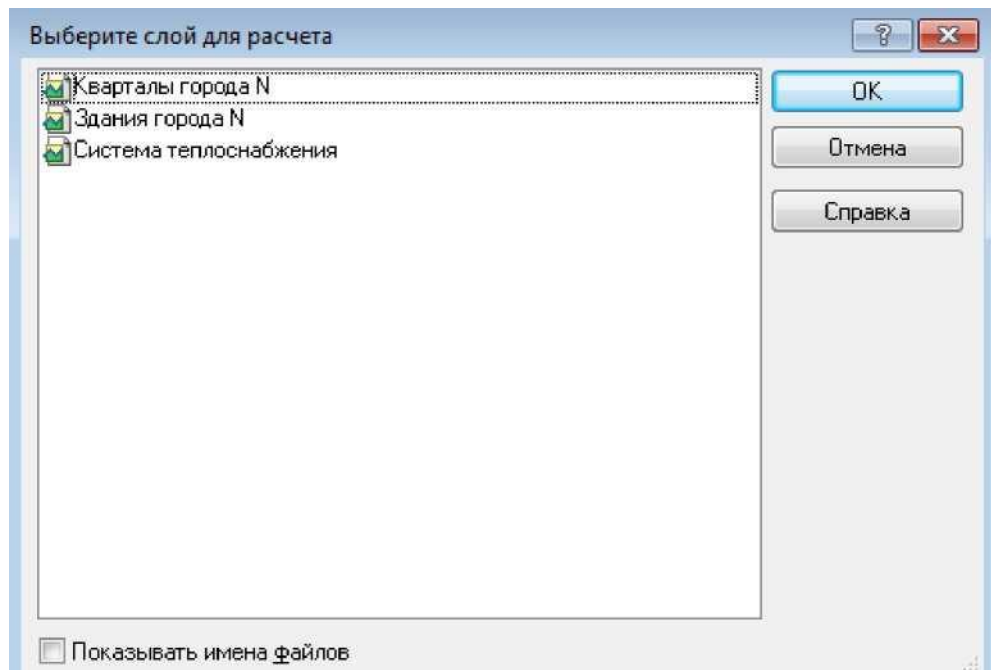 Выберите слой для расчета
Кварталы города N
Здания города N
Система теплоснабжения
OK
Отмена
Справка
Показывать имена файлов